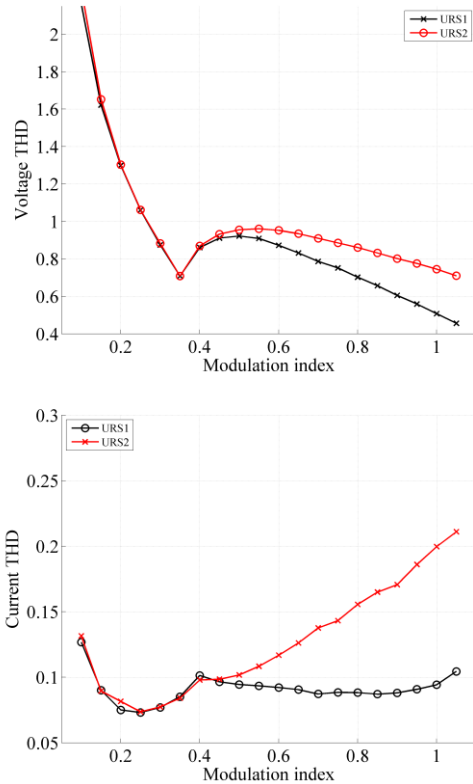 2
1.8
1.6
1.4
1.2
1
0.8
0.6
0.4
Voltage THD
URS1
URS2
0.2 0.4 0.6 0.8 1
Modulation index
0.3
0.25
0.2
0.15
0.1
0.05
Current THD
URS1
URS2
0.2 0.4 0.6 0.8 1
Modulation index